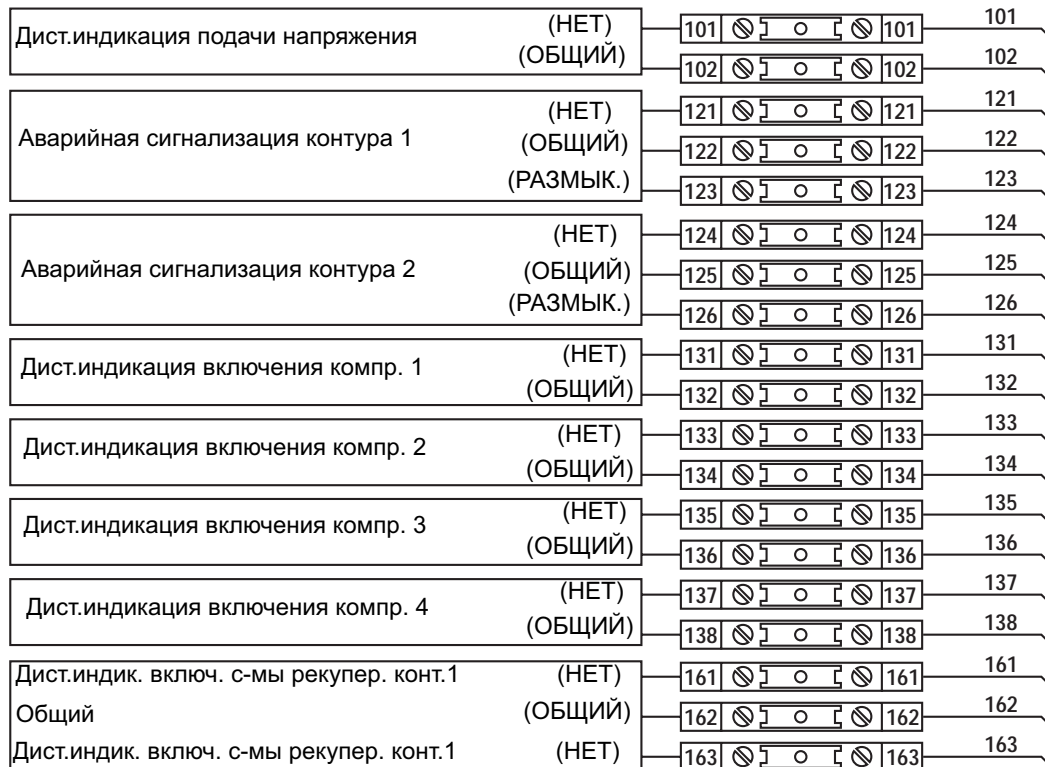 Дист.индикация подачи напряжения (НЕТ) 101 101 101
(ОБЩИЙ) 102 102 102
(НЕТ) 121 121 121
Аварийная сигнализация контура 1 (ОБЩИЙ) 122 122 122
(РАЗМЫК.) 123 123 123
(НЕТ) 124 124 124
Аварийная сигнализация контура 2 (ОБЩИЙ) 125 125 125
(РАЗМЫК.) 126 126 126
Дист.индикация включения компр. 1 (НЕТ) 131 131 131
(ОБЩИЙ) 132 132 132
Дист.индикация включения компр. 2 (НЕТ) 133 133 133
(ОБЩИЙ) 134 134 134
Дист.индикация включения компр. 3 (НЕТ) 135 135 135
(ОБЩИЙ) 136 136 136
Дист.индикация включения компр. 4 (НЕТ) 137 137 137
(ОБЩИЙ) 138 138 138
Дист.индик. включ. с-мы рекупер. конт.1 (НЕТ) 161 161 161
Общий (ОБЩИЙ) 162 162 162
Дист.индик. включ. с-мы рекупер. конт.1 (НЕТ) 163 163 163